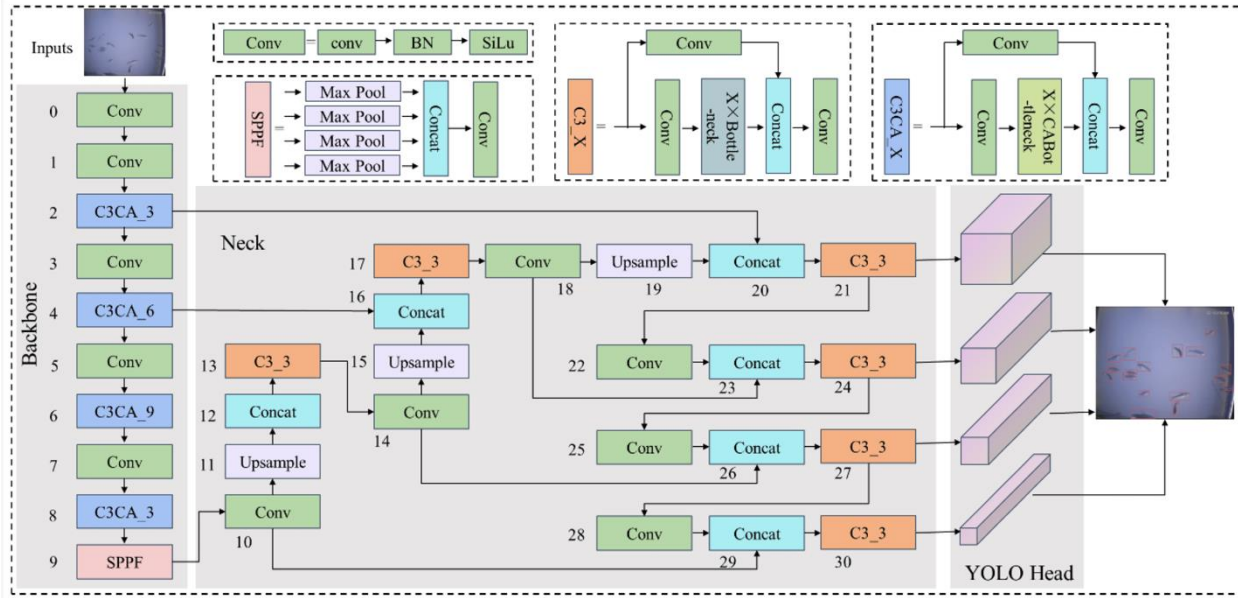 Inputs
Conv
=
conv
BN
SiLu
SPPF
=
Max Pool
Max Pool
Max Pool
Max Pool
Concat
Conv
C3_X
=
Conv
Conv
X×Bottle
-neck
Concat
Conv
C3CA_X
=
Conv
Conv
X×CABot
-tleneck
Concat
Conv
Backbone
0
Conv
1
Conv
2
C3CA_3
3
Conv
4
C3CA_6
5
Conv
6
C3CA_9
7
Conv
8
C3CA_3
9
SPPF
Neck
Conv
10
11
Upsample
12
Concat
13
C3_3
Conv
14
15
Upsample
16
Concat
17
C3_3
Conv
18
Upsample
19
Concat
20
C3_3
21
22
Conv
Concat
23
C3_3
24
25
Conv
Concat
26
C3_3
27
28
Conv
Concat
29
C3_3
30
YOLO Head